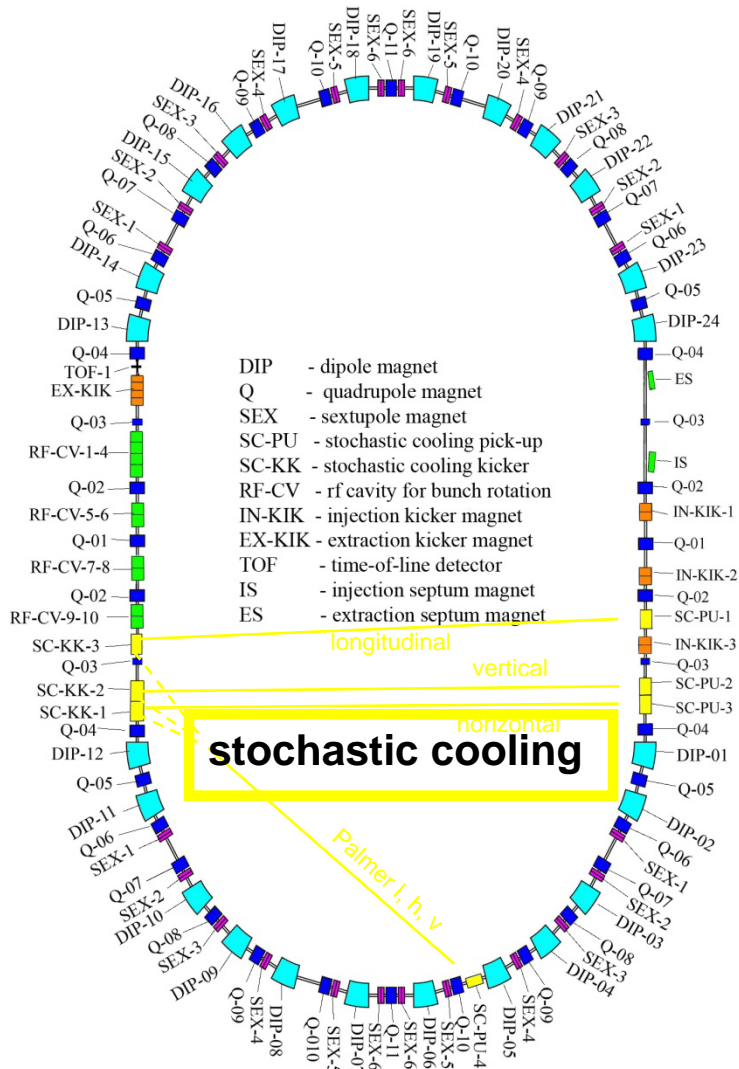 DIP-13
Q-05
DIP-14
Q-06
SEX-1
Q-07
SEX-2
DIP-15
Q-08
SEX-3
DIP-16
Q-09
SEX-4
DIP-17
Q-10
SEX-5
DIP-18
SEX-6
Q-11
SEX-6
DIP-19
SEX-5
Q-10
DIP-20
SEX-4
Q-09
DIP-21
SEX-3
Q-08
DIP-22
SEX-2
Q-07
SEX-1
Q-06
DIP-23
Q-05
DIP-24
Q-04
TOF-1
EX-KIK
Q-03
RF-CV-1-4
Q-02
RF-CV-5-6
Q-01
RF-CV-7-8
Q-02
RF-CV-9-10
SC-KK-3
Q-03
SC-KK-2
SC-KK-1
Q-04
DIP - dipole magnet
Q - quadrupole magnet
SEX - sextupole magnet
SC-PU - stochastic cooling pick-up
SC-KK - stochastic cooling kicker
RF-CV - rf cavity for bunch rotation
IN-KIK - injection kicker magnet
EX-KIK - extraction kicker magnet
TOF - time-of-line detector
IS - injection septum magnet
ES - extraction septum magnet
longitudinal
vertical
horizontal
stochastic cooling
Palmer l, h, v
Q-04
ES
Q-03
IS
Q-02
IN-KIK-1
Q-01
IN-KIK-2
Q-02
SC-PU-1
IN-KIK-3
Q-03
SC-PU-2
SC-PU-3
Q-04
DIP-12
Q-05
DIP-11
Q-06
SEX-1
Q-07
SEX-2
DIP-10
Q-08
SEX-3
DIP-09
Q-09
SEX-4
DIP-08
Q-010
SEX-5
DIP-07
SEX-6
Q-11
SEX-6
DIP-06
SEX-5
Q-10
SC-PU-4
DIP-05
SEX-4
Q-09
DIP-04
SEX-3
Q-08
DIP-03
SEX-2
Q-07
SEX-1
Q-06
DIP-02
Q-05
DIP-01